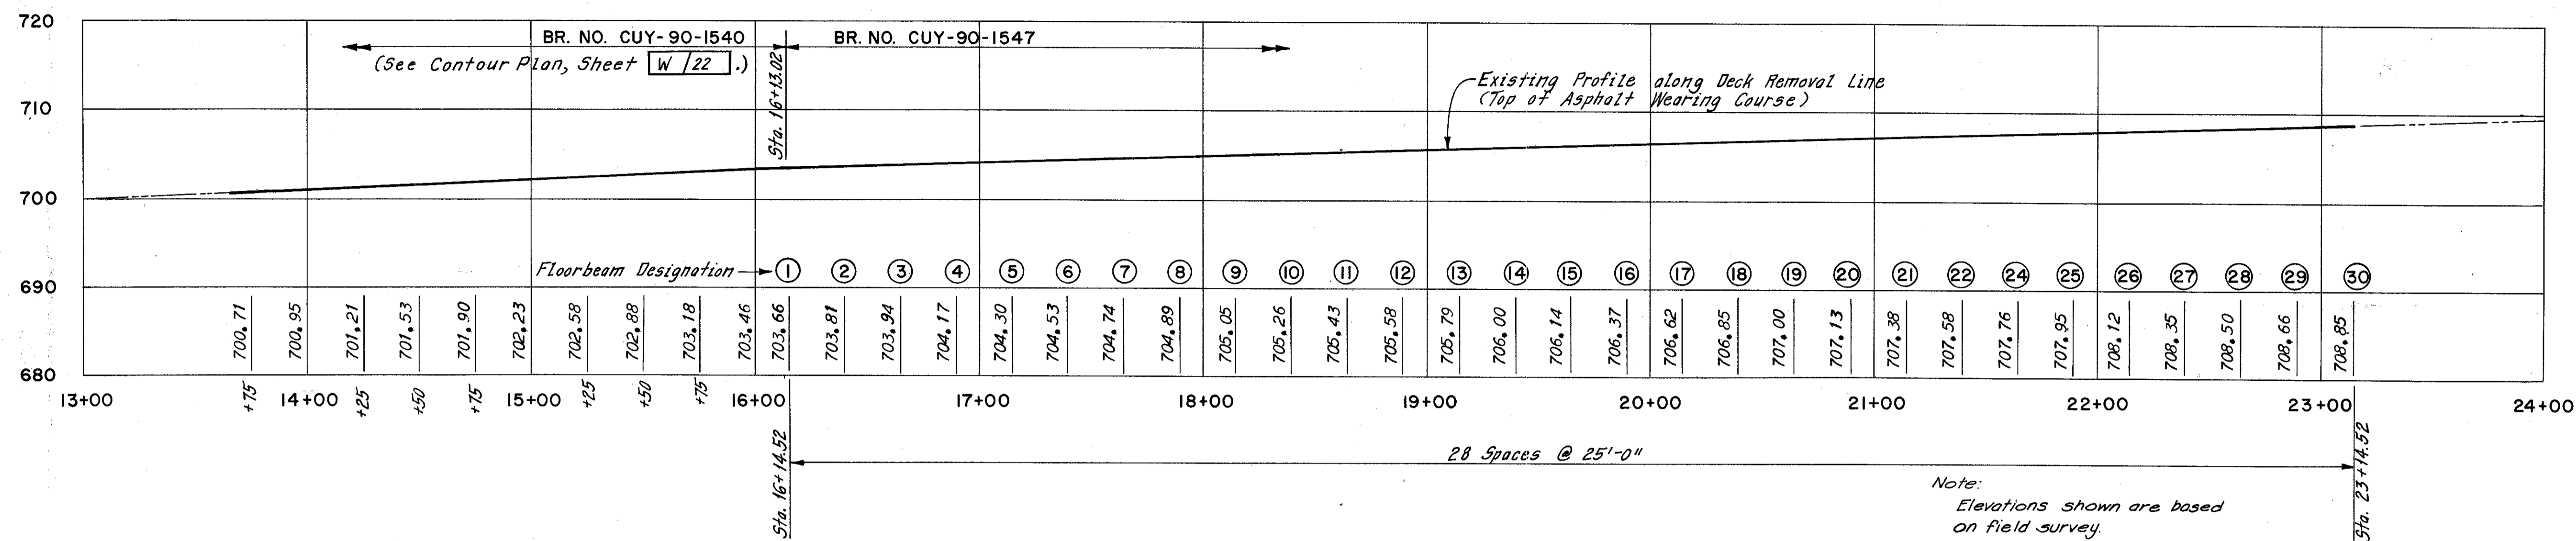 720
BR. NO. CUY-90-1540
BR. NO. CUY-90-1547
(See Contour Plan, Sheet W/22.)
Sta. 16+13.02
Existing Profile along Deck Removal Line
(Top of Asphalt Wearing Course)
710
700
Floorbeam Designation 1 2 3 4 5 6 7 8 9 10 11 12 13 14 15 16 17 18 19 20 21 22 24 25 26 27 28 29 30
690
700.71 700.95 701.21 701.53 701.90 702.23 702.58 702.88 703.18 703.46 703.66 703.81 703.94 704.17 704.30 704.53 704.74 704.89 705.05 705.26 705.43 705.58 705.79 706.00 706.14 706.37 706.62 706.85 707.00 707.13 707.38 707.58 707.76 707.95 708.12 708.35 708.50 708.66 708.85
680
13+00 +75 14+00 +25 +50 +75 15+00 +25 +50 +75 16+00 17+00 18+00 19+00 20+00 21+00 22+00 23+00 24+00
Sta. 16+14.52
28 Spaces @ 25'-0"
Sta. 23+14.52
Note:
Elevations shown are based
on field survey.